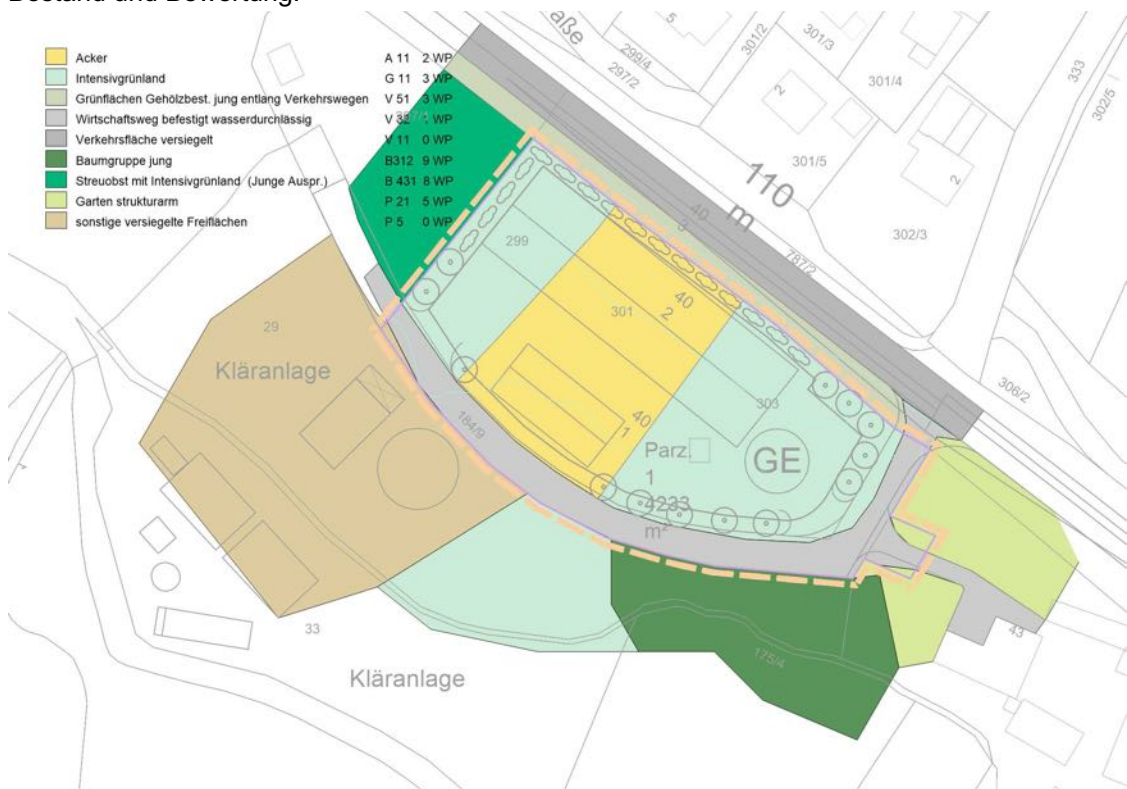 Bestand und Bewertung:
Acker A 11 2 WP
Intensivgrünland G 11 3 WP
Grünflächen Gehölzbest. jung entlang Verkehrswegen V 51 3 WP
Wirtschaftsweg befestigt wasserdurchlässig V 32 1 WP
Verkehrsfläche versiegelt V 11 0 WP
Baumgruppe jung B312 9 WP
Streuobst mit Intensivgrünland (Junge Auspr.) B 431 8 WP
Garten strukturarm P 21 5 WP
sonstige versiegelte Freiflächen P 5 0 WP
aße
5
299/4
297/2
301/2
301/3
301/4
333
302/5
2
301/5
2
110
m
302/3
787/2
40
3
299
301
40
2
306/2
29
Kläranlage
303
184/9
40
1
Parz.
1
4233
m²
GE
33
43
175/4
Kläranlage